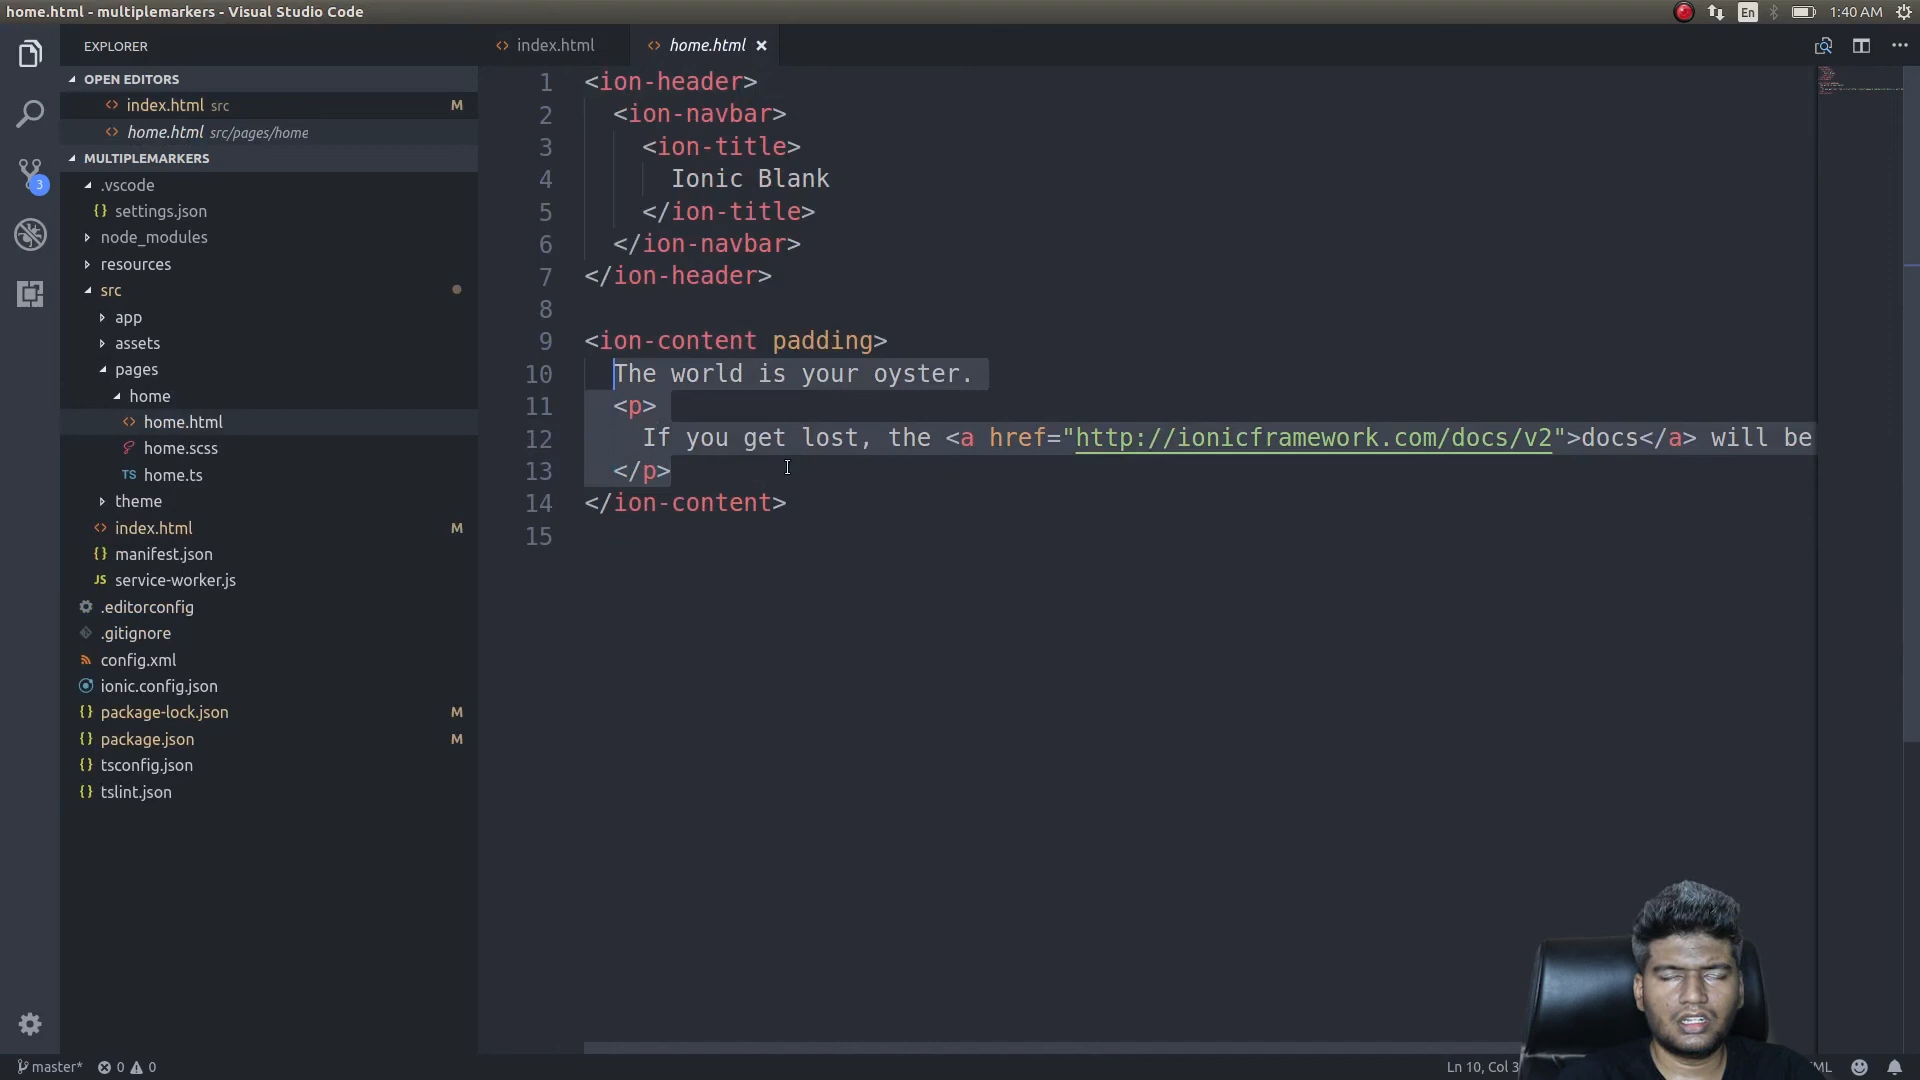 home.html - multiplemarkers - Visual Studio Code
En
1:40 AM
EXPLORER
OPEN EDITORS
index.html src M
home.html src/pages/home
MULTIPLEMARKERS
.vscode
{} settings.json
node_modules
resources
src
app
assets
pages
home
<> home.html
home.scss
TS home.ts
theme
<> index.html M
{} manifest.json
JS service-worker.js
.editorconfig
.gitignore
config.xml
ionic.config.json
{} package-lock.json M
{} package.json M
{} tsconfig.json
{} tslint.json
3
<> index.html
<> home.html ×
1 <ion-header>
2 <ion-navbar>
3 <ion-title>
4 Ionic Blank
5 </ion-title>
6 </ion-navbar>
7 </ion-header>
8
9 <ion-content padding>
10 The world is your oyster.
11 <p>
12 If you get lost, the <a href="http://ionicframework.com/docs/v2">docs</a> will be
13 </p>
14 </ion-content>
15
master* 0 0
Ln 10, Col 3